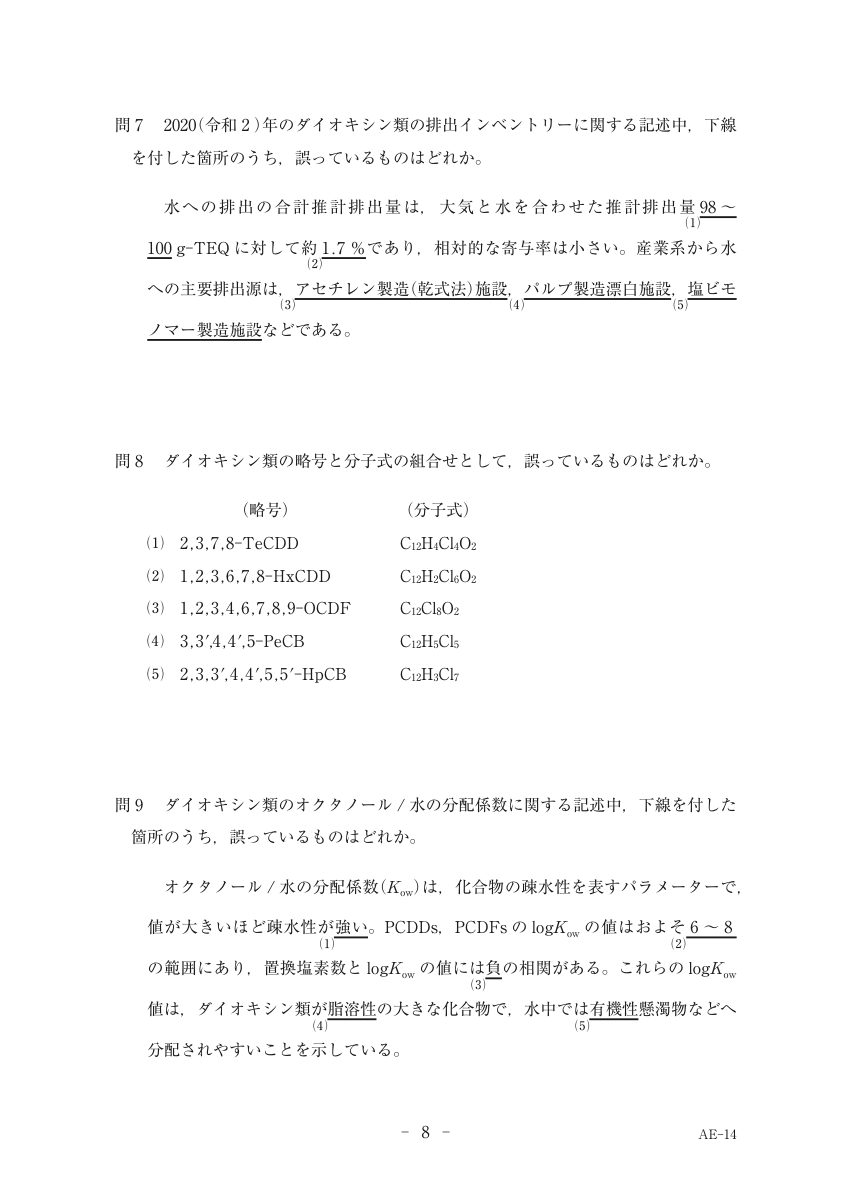 問7 2020(令和2)年のダイオキシン類の排出インベントリーに関する記述中，下線
を付した箇所のうち，誤っているものはどれか。
水への排出の合計推計排出量は，大気と水を合わせた推計排出量98～
(1)
100 g-TEQ に対して約1.7 %であり，相対的な寄与率は小さい。産業系から水
(2)
への主要排出源は，アセチレン製造(乾式法)施設，パルプ製造漂白施設，塩ビモ
(3) (4) (5)
ノマー製造施設などである。
問8 ダイオキシン類の略号と分子式の組合せとして，誤っているものはどれか。
(略号) (分子式)
(1) 2,3,7,8-TeCDD C12H4Cl4O2
(2) 1,2,3,6,7,8-HxCDD C12H2Cl6O2
(3) 1,2,3,4,6,7,8,9-OCDF C12Cl8O2
(4) 3,3′,4,4′,5-PeCB C12H5Cl5
(5) 2,3,3′,4,4′,5,5′-HpCB C12H3Cl7
問9 ダイオキシン類のオクタノール / 水の分配係数に関する記述中，下線を付した
箇所のうち，誤っているものはどれか。
オクタノール / 水の分配係数(Kow)は，化合物の疎水性を表すパラメーターで，
値が大きいほど疎水性が強い。PCDDs，PCDFs の logKow の値はおよそ 6 ～ 8
(1) (2)
の範囲にあり，置換塩素数と logKow の値には負の相関がある。これらの logKow
(3)
値は，ダイオキシン類が脂溶性の大きな化合物で，水中では有機性懸濁物などへ
(4) (5)
分配されやすいことを示している。
- 8 -
AE-14